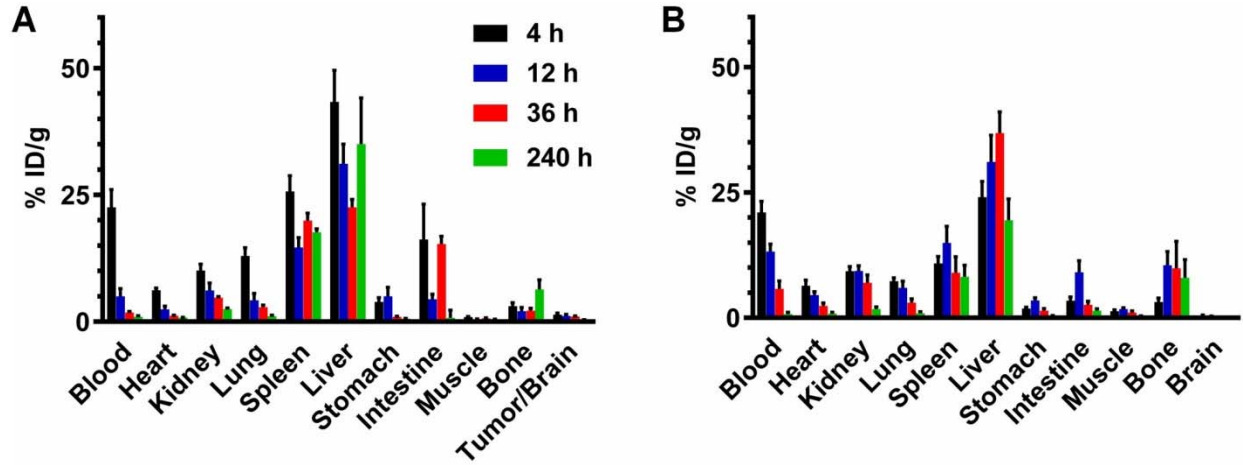 A
% ID/g
50
25
0
4 h
12 h
36 h
240 h
Blood
Heart
Kidney
Lung
Spleen
Liver
Stomach
Intestine
Muscle
Bone
Tumor/Brain
B
% ID/g
50
25
0
Blood
Heart
Kidney
Lung
Spleen
Liver
Stomach
Intestine
Muscle
Bone
Brain